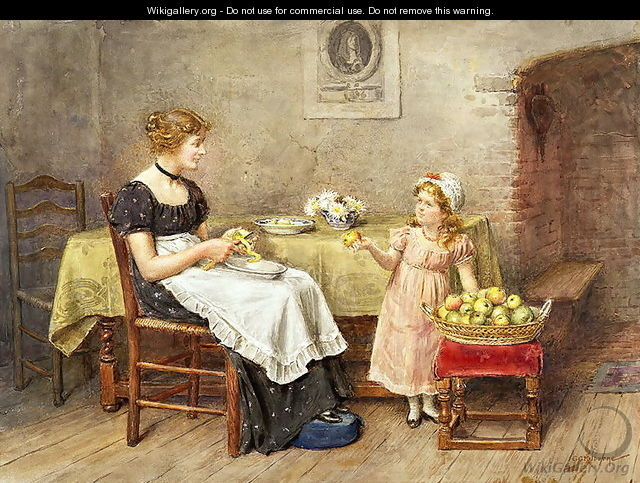 Wikigallery.org - Do not use for commercial use. Do not remove this warning.
WikiGallery.Org